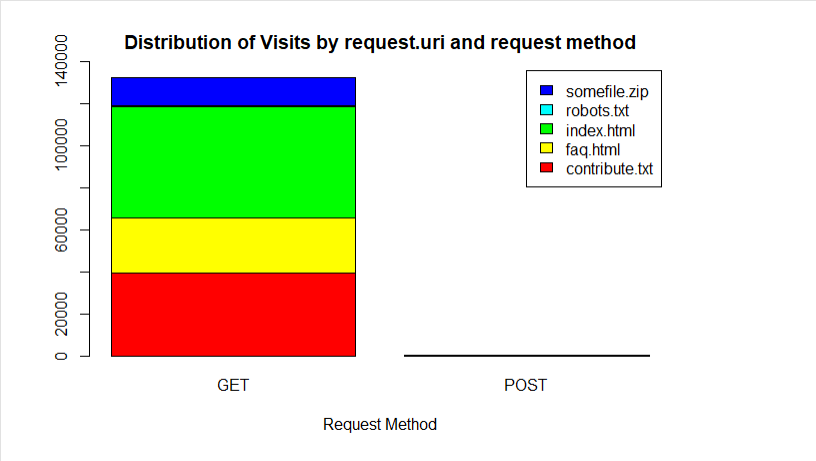 Distribution of Visits by request.uri and request method
140000
100000
60000
20000
0
somefile.zip
robots.txt
index.html
faq.html
contribute.txt
GET
POST
Request Method